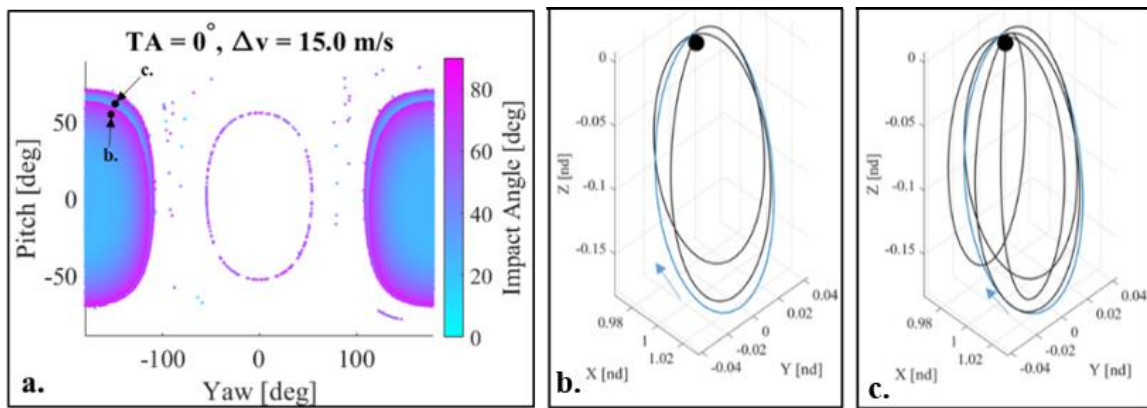 TA = 0°, Δv = 15.0 m/s
c.
b.
Pitch [deg]
50
0
-50
-100
0
100
Yaw [deg]
80
60
40
20
0
Impact Angle [deg]
a.
0
-0.05
-0.1
-0.15
Z [nd]
0.98
1
1.02
X [nd]
-0.04
-0.02
0
0.02
0.04
Y [nd]
b.
0
-0.05
-0.1
-0.15
Z [nd]
0.98
1
1.02
X [nd]
-0.04
-0.02
0
0.02
0.04
Y [nd]
c.